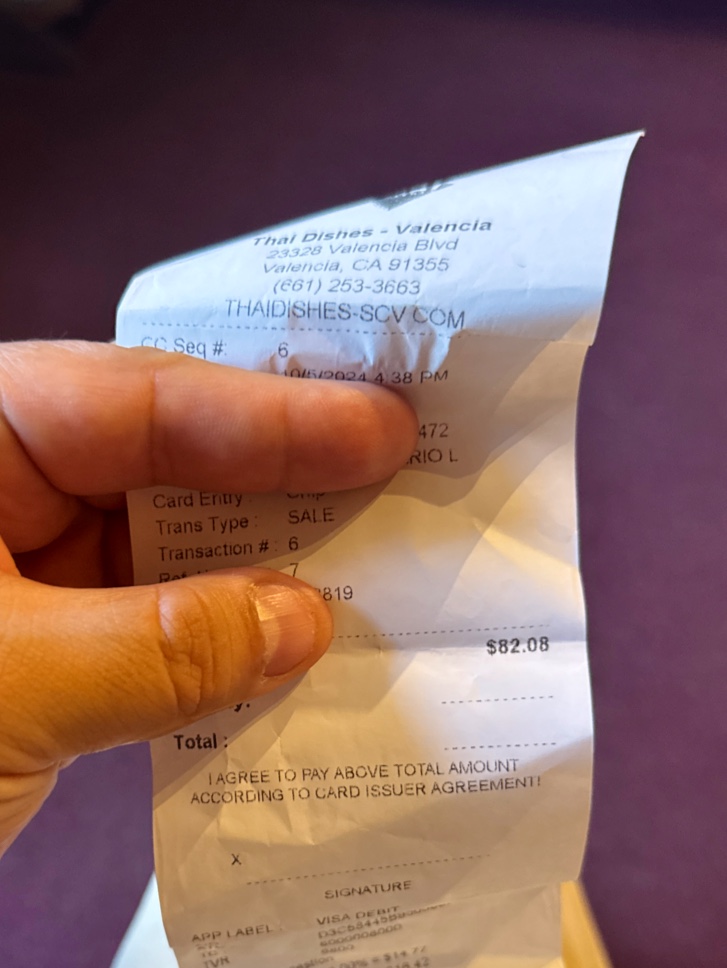 Thai Dishes - Valencia
23328 Valencia Blvd
Valencia, CA 91355
(661) 253-3663
THAIDISHES-SCV.COM
CC Seq #: 6
10/5/2024 4:38 PM
472
RIO L
Card Entry : Chip
Trans Type : SALE
Transaction # : 6
7
819
$82.08
y:
Total :
I AGREE TO PAY ABOVE TOTAL AMOUNT
ACCORDING TO CARD ISSUER AGREEMENT!
X
SIGNATURE
APP LABEL : VISA DEBIT
TVR